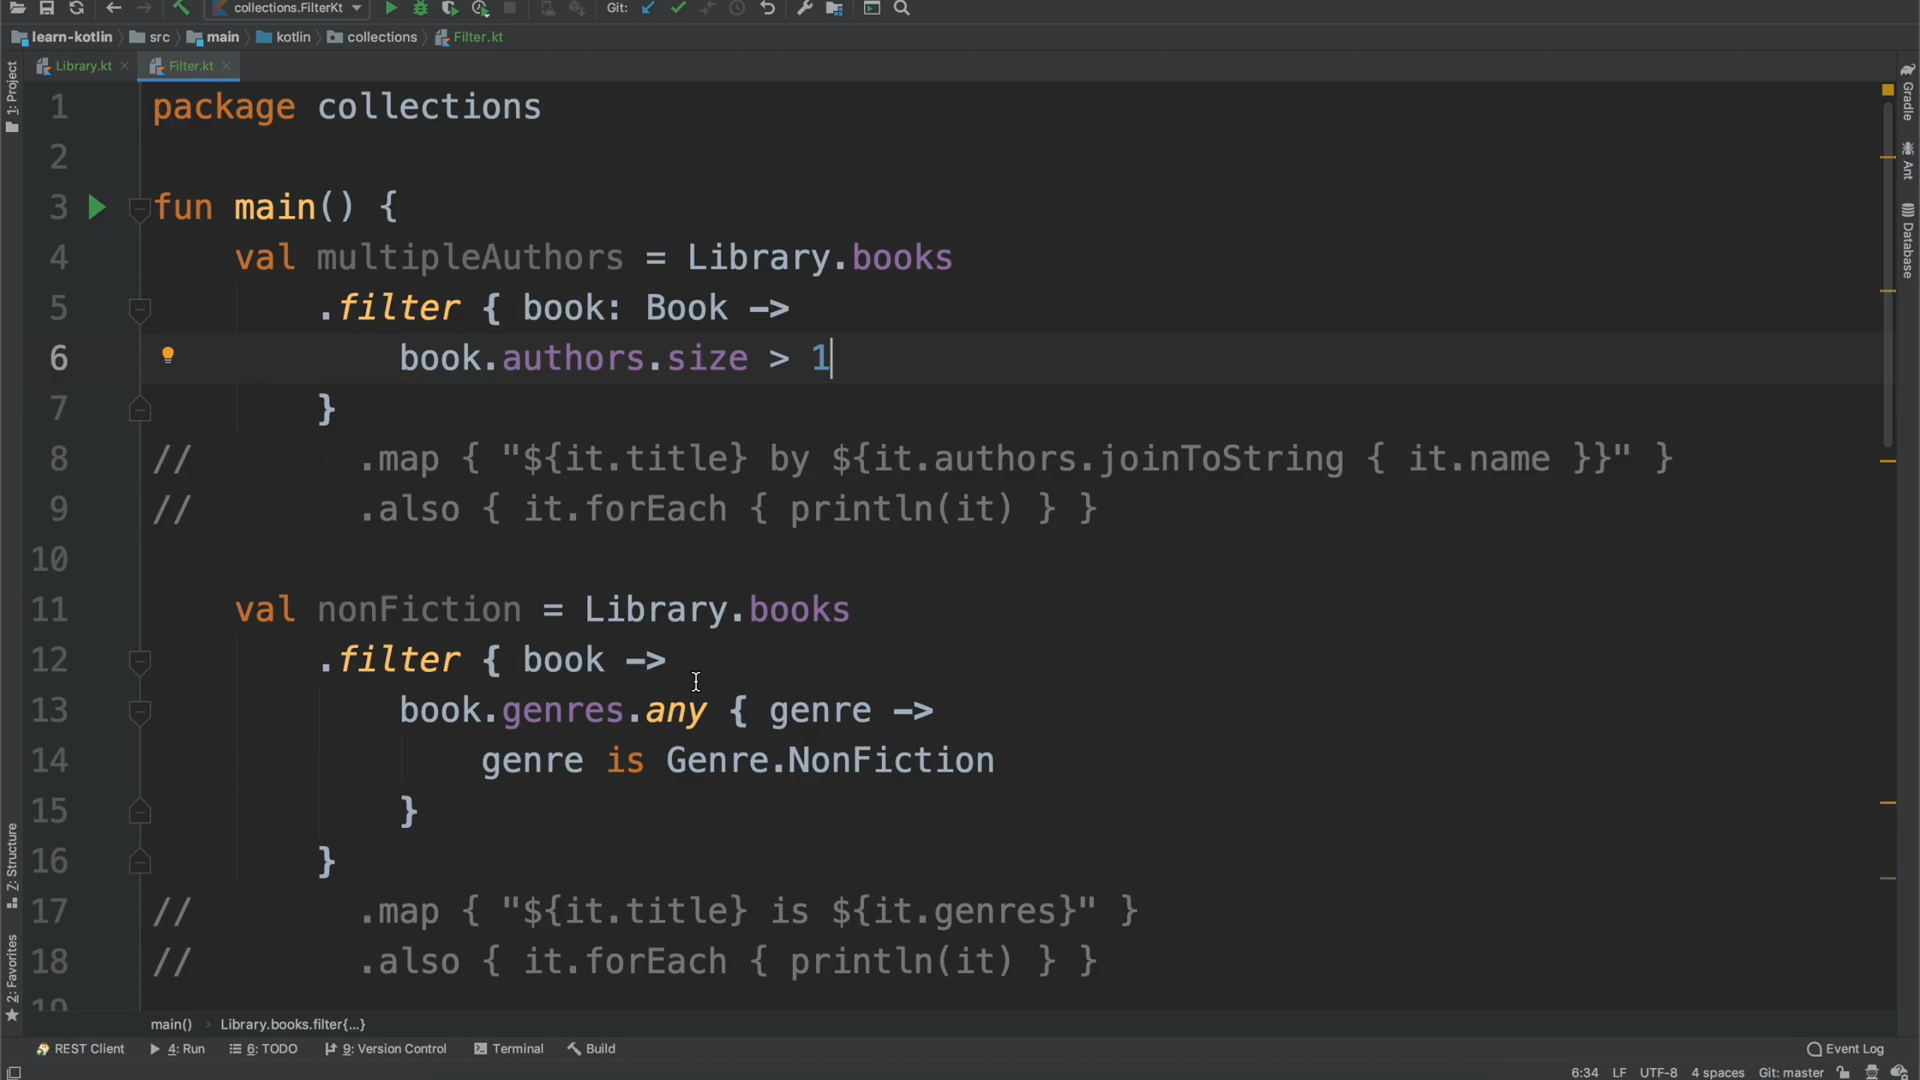 collections.FilterKt Git:
learn-kotlin src main kotlin collections Filter.kt
Library.kt Filter.kt
1: Project
Gradle
Ant
Database
1 package collections
2
3 fun main() {
4 val multipleAuthors = Library.books
5 .filter { book: Book ->
6 book.authors.size > 1
7 }
8 // .map { "${it.title} by ${it.authors.joinToString { it.name }}" }
9 // .also { it.forEach { println(it) } }
10
11 val nonFiction = Library.books
12 .filter { book ->
13 book.genres.any { genre ->
14 genre is Genre.NonFiction
15 }
16 }
17 // .map { "${it.title} is ${it.genres}" }
18 // .also { it.forEach { println(it) } }
19
7: Structure
2: Favorites
main() Library.books.filter{...}
REST Client 4: Run 6: TODO 9: Version Control Terminal Build Event Log
6:34 LF UTF-8 4 spaces Git: master